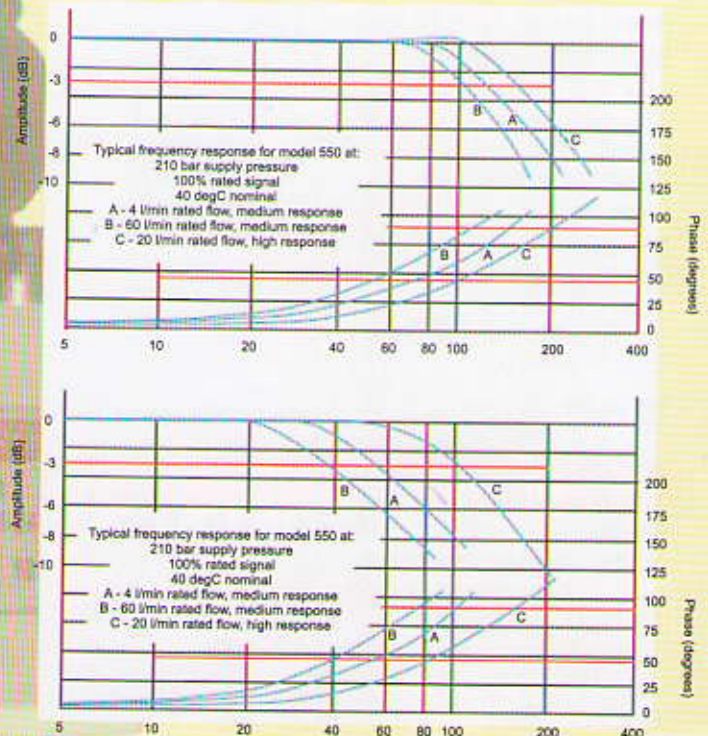 0
-3
-6
-8
-10
Amplitude (dB)
Typical frequency response for model 550 at:
210 bar supply pressure
100% rated signal
40 degC nominal
A - 4 l/min rated flow, medium response
B - 60 l/min rated flow, medium response
C - 20 l/min rated flow, high response
B
A
C
B
A
C
200
175
150
125
100
75
50
25
0
Phase (degrees)
5 10 20 40 60 80 100 200 400
0
-3
-6
-8
-10
Amplitude (dB)
Typical frequency response for model 550 at:
210 bar supply pressure
100% rated signal
40 degC nominal
A - 4 l/min rated flow, medium response
B - 60 l/min rated flow, medium response
C - 20 l/min rated flow, high response
B
A
C
B
A
C
200
175
150
125
100
75
50
25
0
Phase (degrees)
5 10 20 40 60 80 100 200 400